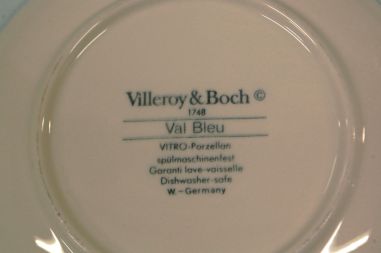 Villeroy & Boch ©
1748
Val Bleu
VITRO-Porzellan
spülmaschinenfest
Garanti lave-vaisselle
Dishwasher-safe
W.-Germany